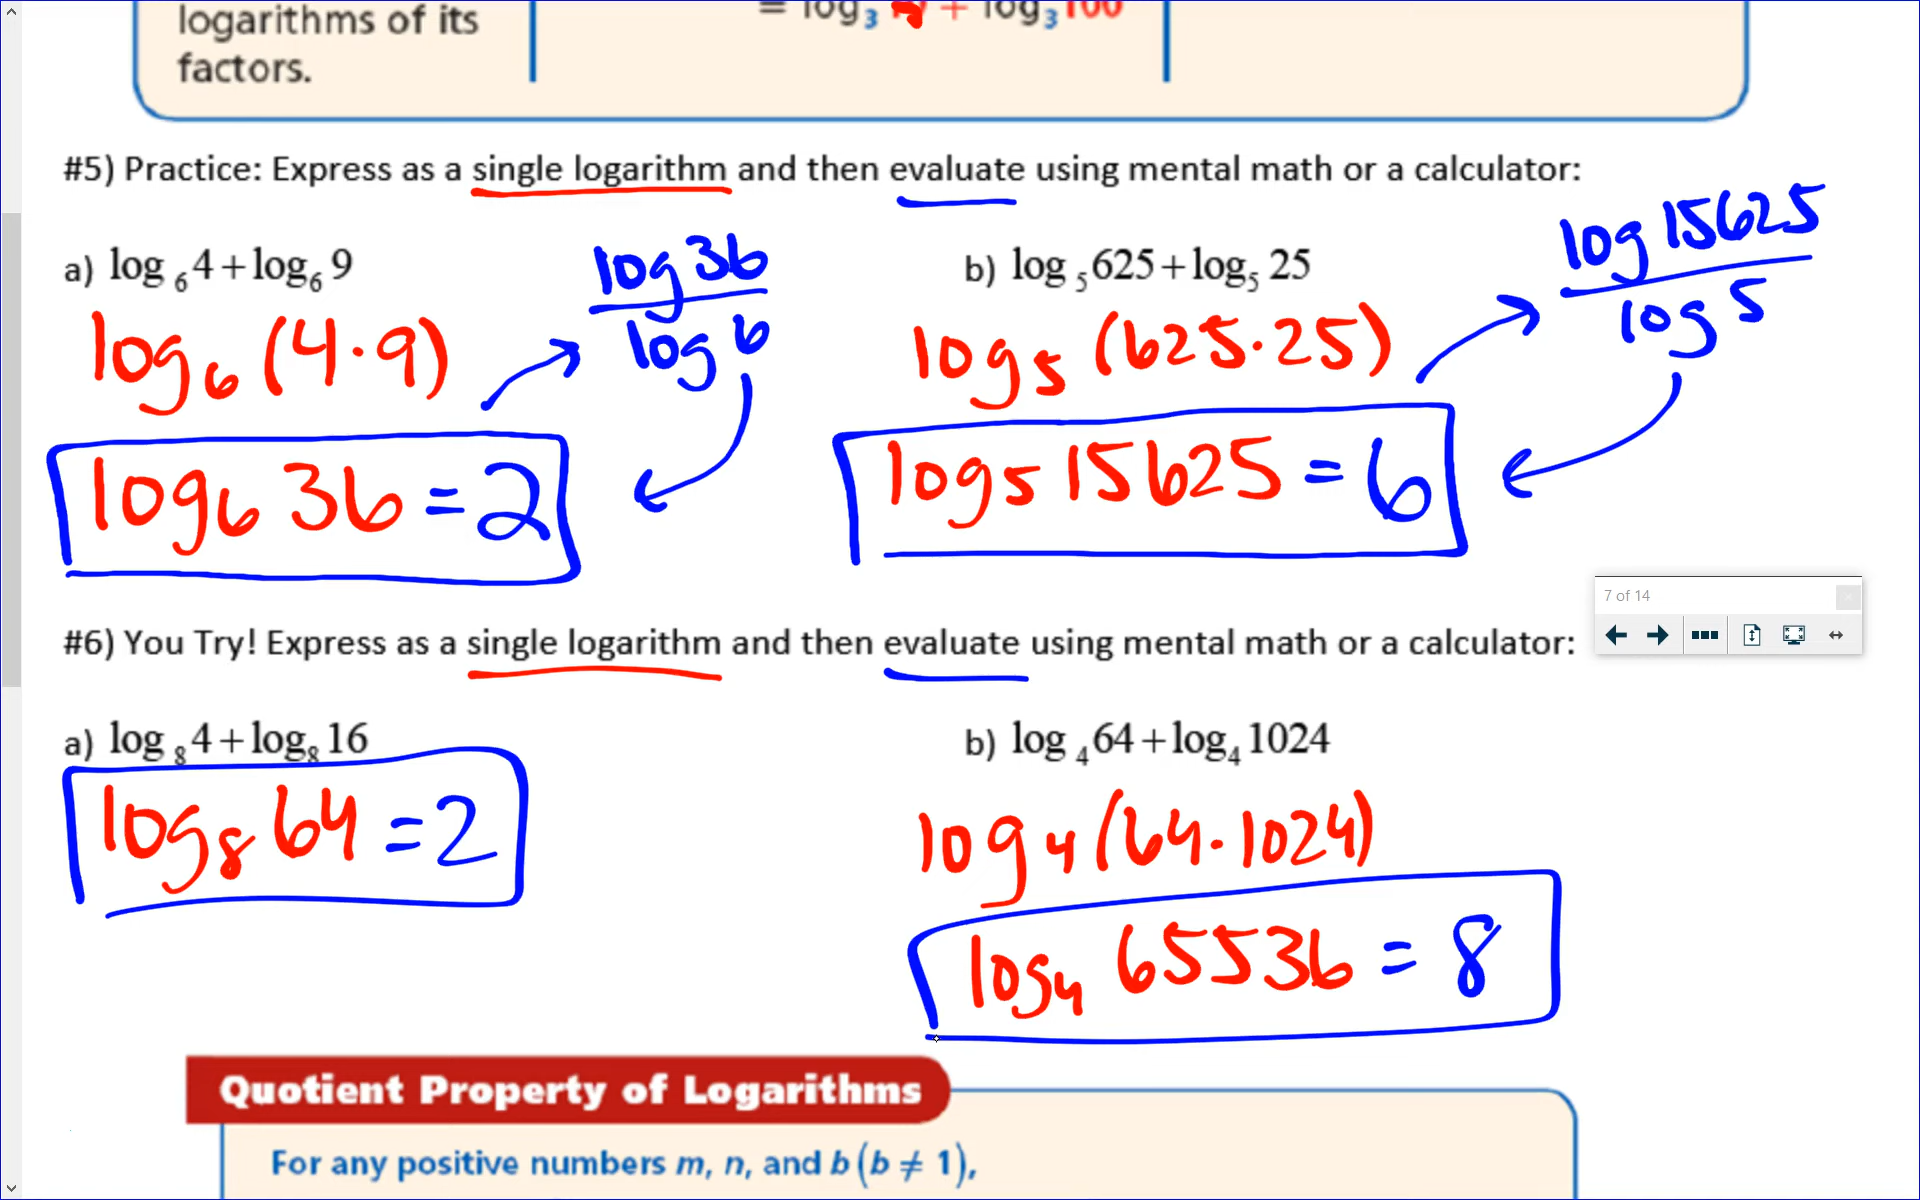 logarithms of its
factors.
= log₃ + log₃100
#5) Practice: Express as a single logarithm and then evaluate using mental math or a calculator:
a) log₆4+log₆9
log 36
log 6
log₆(4·9)
log₆36=2
b) log₅625+log₅25
log 15625
log 5
log₅(625·25)
log₅15625=6
7 of 14
#6) You Try! Express as a single logarithm and then evaluate using mental math or a calculator:
a) log₈4+log₈16
log₈64=2
b) log₄64+log₄1024
log₄(64·1024)
log₄65536=8
Quotient Property of Logarithms
For any positive numbers m, n, and b (b ≠ 1),